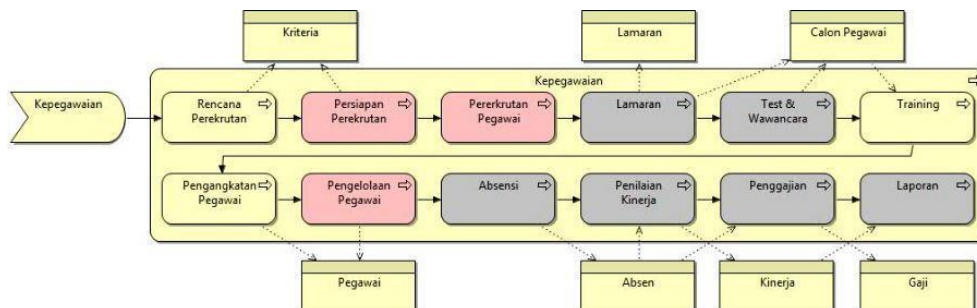 Kriteria
Lamaran
Calon Pegawai
Kepegawaian
Kepegawaian
Rencana
Perekrutan
Persiapan
Perekrutan
Pererkrutan
Pegawai
Lamaran
Test &
Wawancara
Training
Pengangkatan
Pegawai
Pengelolaan
Pegawai
Absensi
Penilaian
Kinerja
Penggajian
Laporan
Pegawai
Absen
Kinerja
Gaji